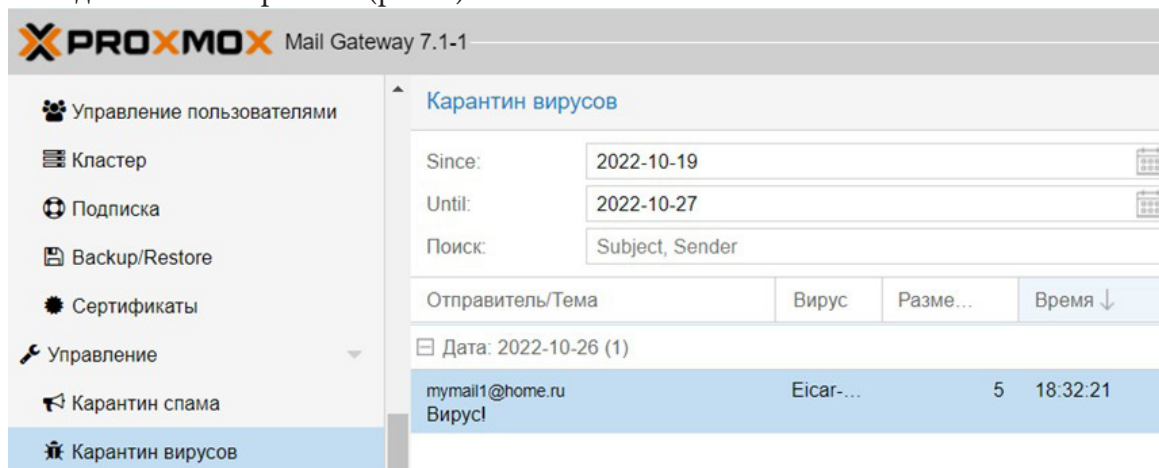 PROXMOX Mail Gateway 7.1-1
Управление пользователями
Кластер
Подписка
Backup/Restore
Сертификаты
Управление
Карантин спама
Карантин вирусов
Карантин вирусов
Since: 2022-10-19
Until: 2022-10-27
Поиск: Subject, Sender
Отправитель/Тема Вирус Разме... Время
Дата: 2022-10-26 (1)
mymail1@home.ru Eicar-... 5 18:32:21
Вирус!